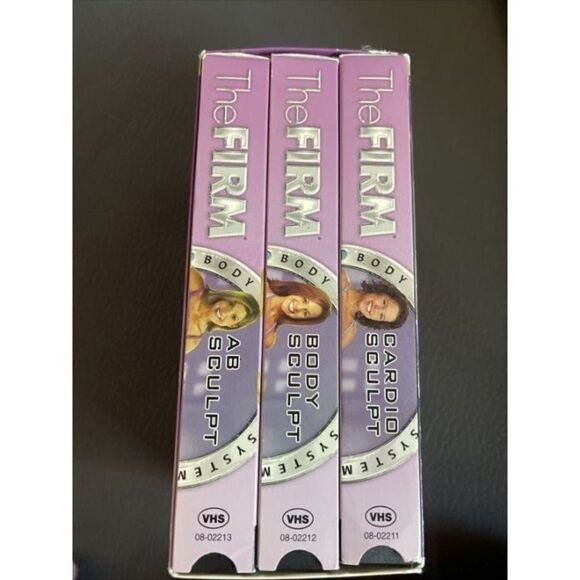 The FIRM
BODY
AB
SCULPT
SYSTEM
VHS
08-02213
The FIRM
BODY
BODY
SCULPT
SYSTEM
VHS
08-02212
The FIRM
BODY
CARDIO
SCULPT
SYSTEM
VHS
08-02211